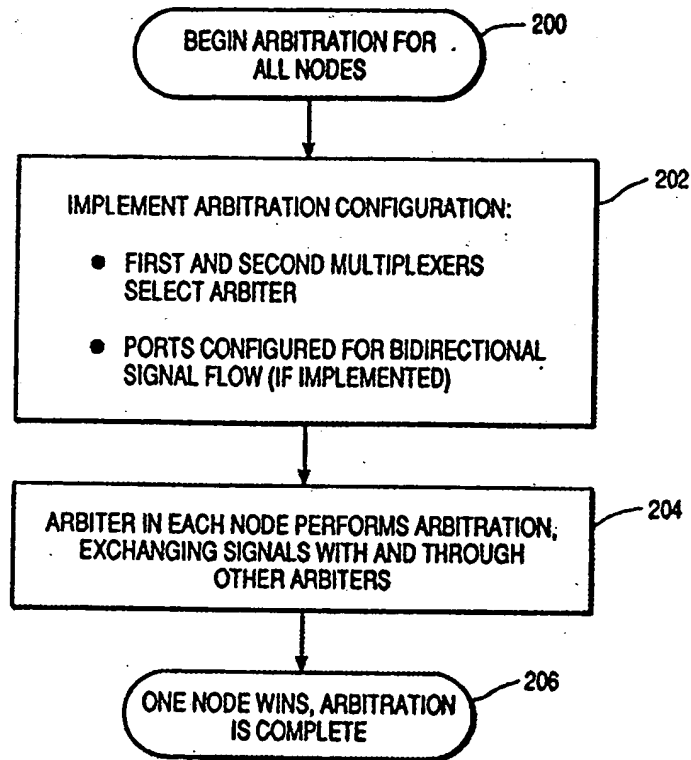 BEGIN ARBITRATION FOR
ALL NODES
200
202
IMPLEMENT ARBITRATION CONFIGURATION:
● FIRST AND SECOND MULTIPLEXERS
SELECT ARBITER
● PORTS CONFIGURED FOR BIDIRECTIONAL
SIGNAL FLOW (IF IMPLEMENTED)
204
ARBITER IN EACH NODE PERFORMS ARBITRATION,
EXCHANGING SIGNALS WITH AND THROUGH
OTHER ARBITERS
206
ONE NODE WINS, ARBITRATION
IS COMPLETE